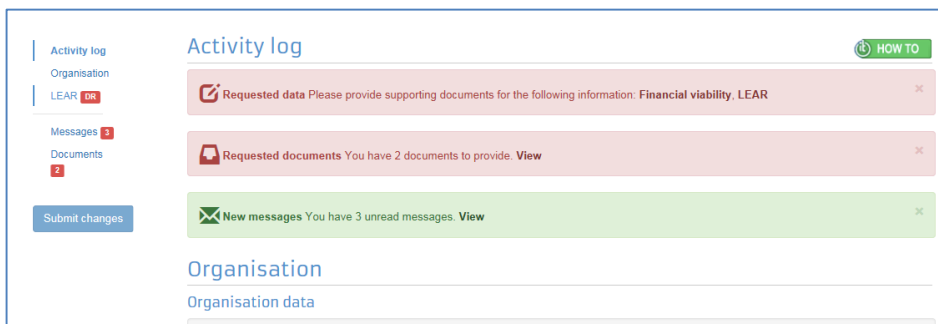 Activity log
Organisation
LEAR DR
Messages 3
Documents
2
Submit changes
Activity log
HOW TO
Requested data Please provide supporting documents for the following information: Financial viability, LEAR
Requested documents You have 2 documents to provide. View
New messages You have 3 unread messages. View
Organisation
Organisation data